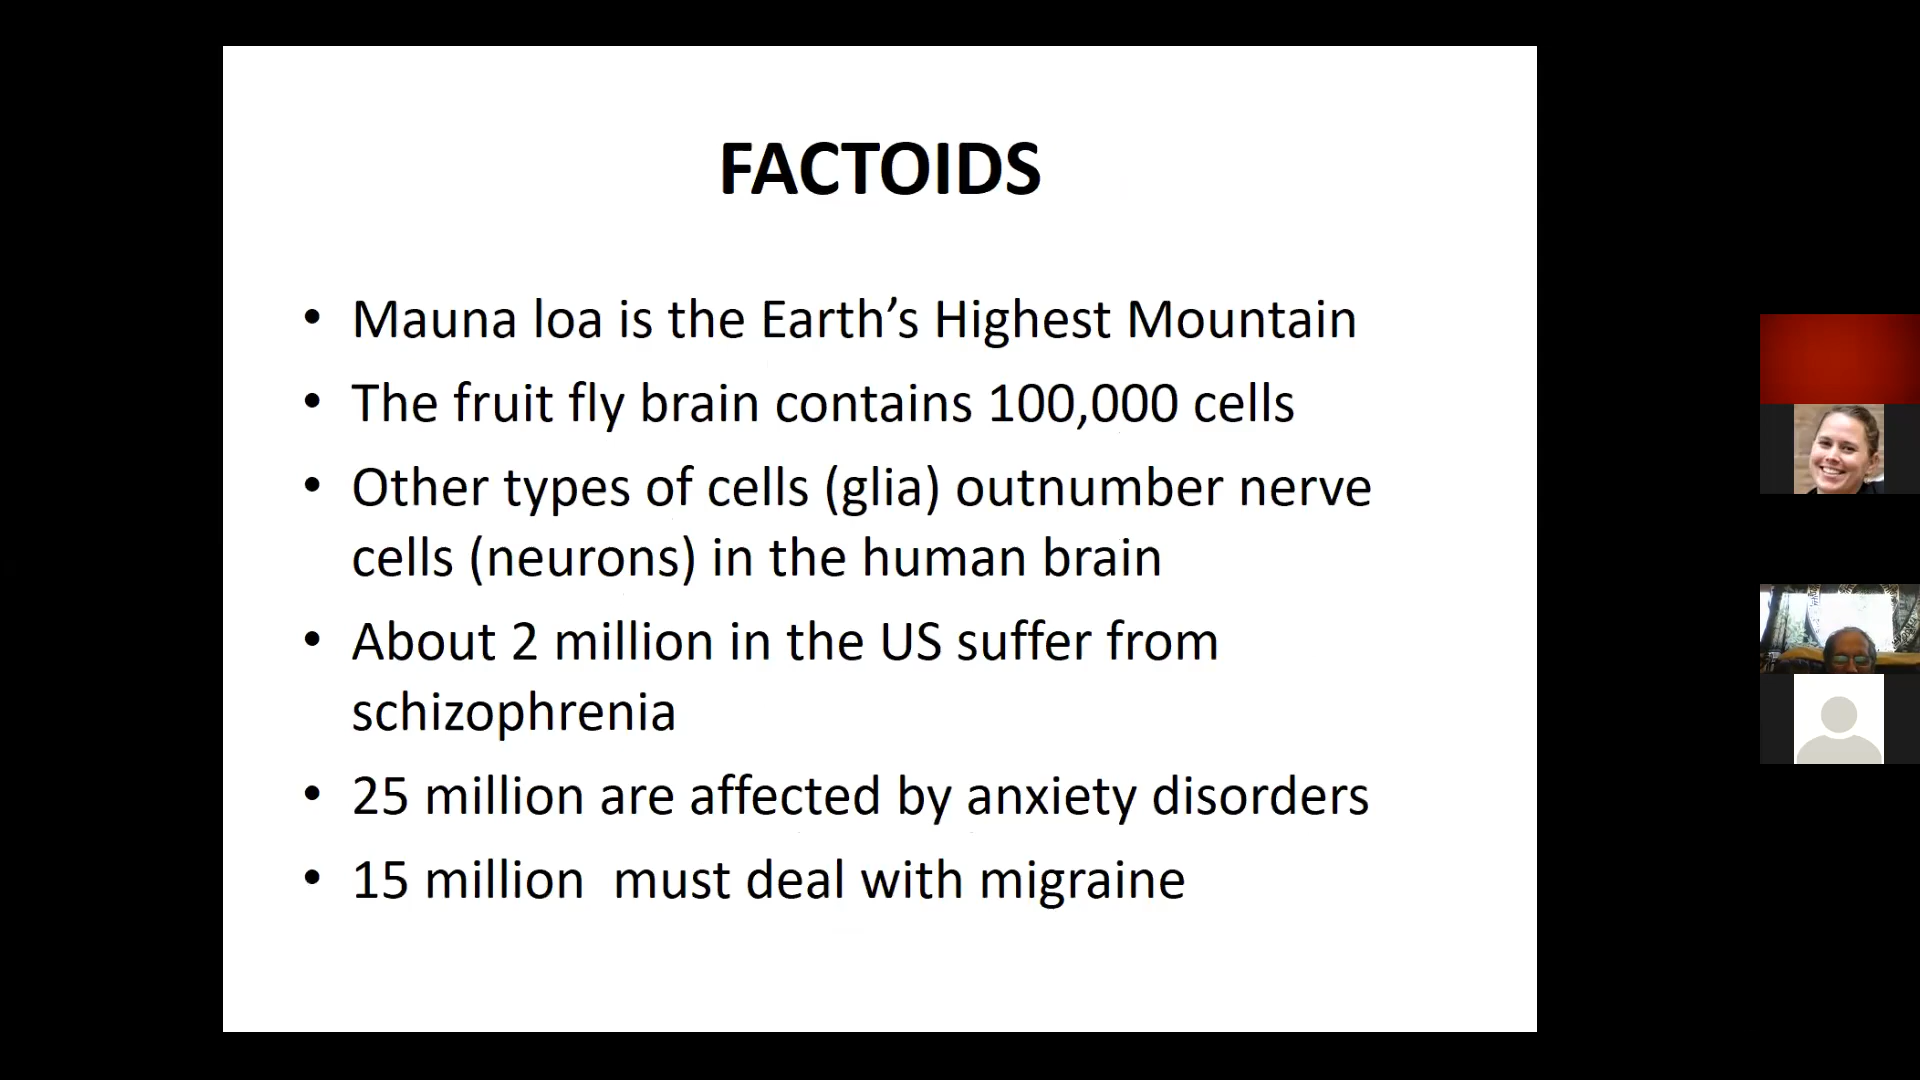 FACTOIDS
• Mauna loa is the Earth’s Highest Mountain
• The fruit fly brain contains 100,000 cells
• Other types of cells (glia) outnumber nerve
cells (neurons) in the human brain
• About 2 million in the US suffer from
schizophrenia
• 25 million are affected by anxiety disorders
• 15 million  must deal with migraine